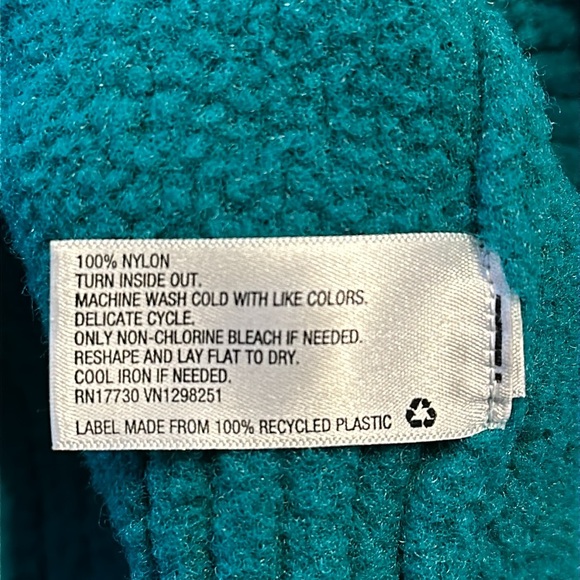 100% NYLON
TURN INSIDE OUT.
MACHINE WASH COLD WITH LIKE COLORS.
DELICATE CYCLE.
ONLY NON-CHLORINE BLEACH IF NEEDED.
RESHAPE AND LAY FLAT TO DRY.
COOL IRON IF NEEDED.
RN17730 VN1298251
LABEL MADE FROM 100% RECYCLED PLASTIC